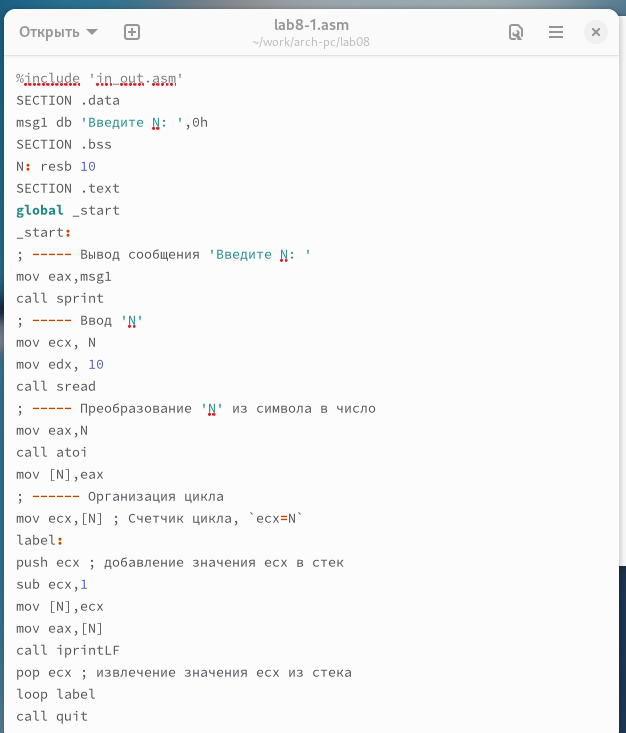 Открыть
lab8-1.asm
~/work/arch-pc/lab08
%include 'in_out.asm'
SECTION .data
msg1 db 'Введите N: ',0h
SECTION .bss
N: resb 10
SECTION .text
global _start
_start:
; ----- Вывод сообщения 'Введите N: '
mov eax,msg1
call sprint
; ----- Ввод 'N'
mov ecx, N
mov edx, 10
call sread
; ----- Преобразование 'N' из символа в число
mov eax,N
call atoi
mov [N],eax
; ------ Организация цикла
mov ecx,[N] ; Счетчик цикла, `ecx=N`
label:
push ecx ; добавление значения ecx в стек
sub ecx,1
mov [N],ecx
mov eax,[N]
call iprintLF
pop ecx ; извлечение значения ecx из стека
loop label
call quit